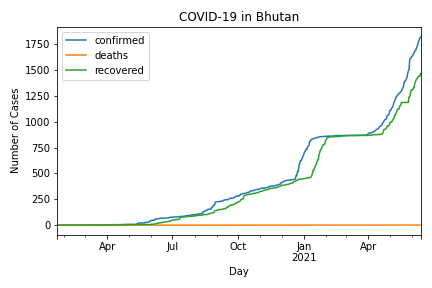 COVID-19 in Bhutan
confirmed
deaths
recovered
Number of Cases
1750
1500
1250
1000
750
500
250
0
Apr Jul Oct Jan Apr
2021
Day